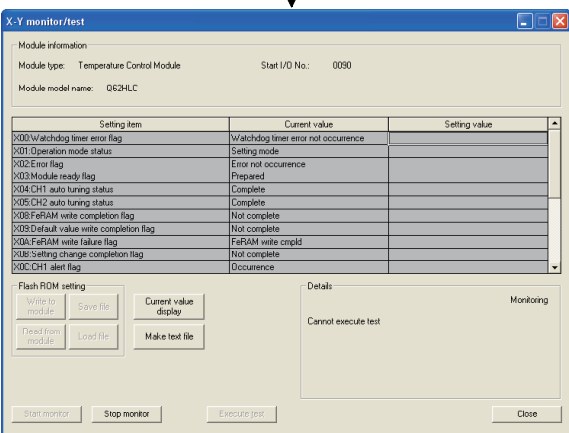 X-Y monitor/test
Module information
Module type: Temperature Control Module Start I/O No.: 0090
Module model name: Q62HLC
Setting item Current value Setting value
X00:Watchdog timer error flag Watchdog timer error not occurrence
X01:Operation mode status Setting mode
X02:Error flag Error not occurrence
X03:Module ready flag Prepared
X04:CH1 auto tuning status Complete
X05:CH2 auto tuning status Complete
X08:FeRAM write completion flag Not complete
X09:Default value write completion flag Not complete
X0A:FeRAM write failure flag FeRAM write cmpld
X0B:Setting change completion flag Not complete
X0C:CH1 alert flag Occurrence
Flash ROM setting
Write to module
Save file
Current value display
Read from module
Load file
Make text file
Details
Monitoring
Cannot execute test
Start monitor Stop monitor Execute test Close